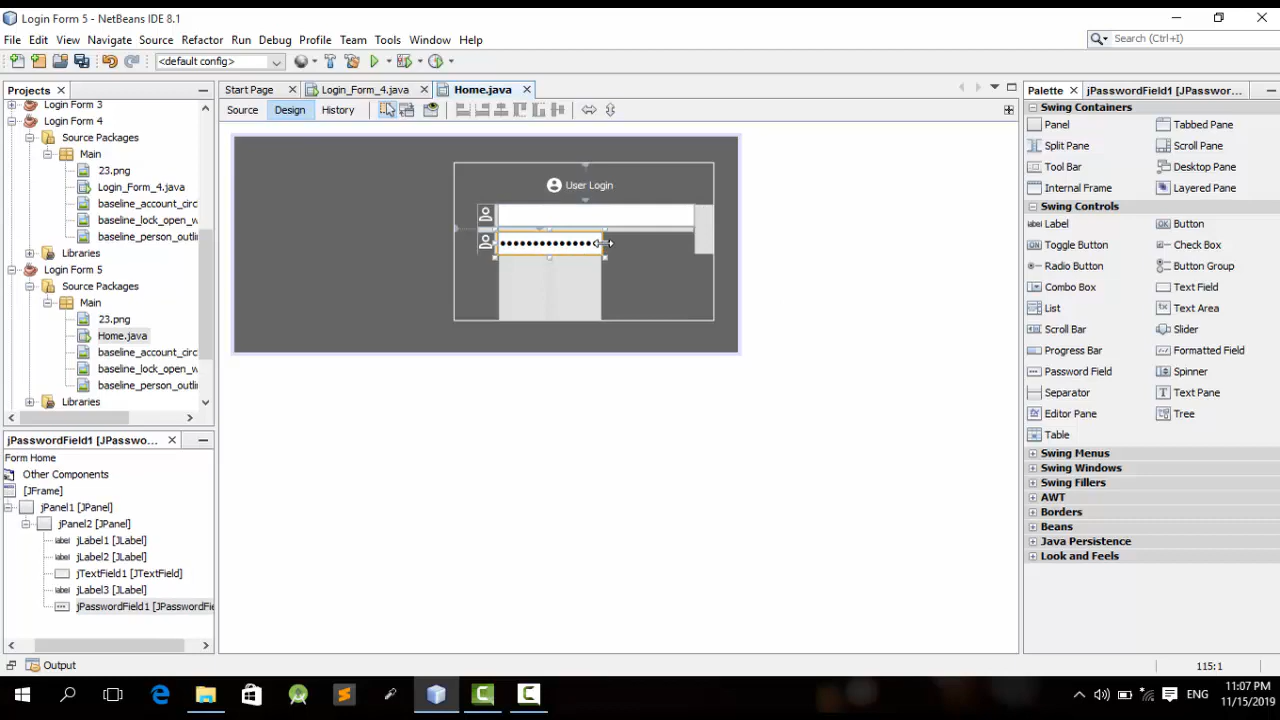 Login Form 5 - NetBeans IDE 8.1
File Edit View Navigate Source Refactor Run Debug Profile Team Tools Window Help
Search (Ctrl+I)
<default config>
Projects
Start Page Login_Form_4.java Home.java
Palette jPasswordField1 [JPasswor...
Source Design History
Login Form 3
Login Form 4
Source Packages
Main
23.png
Login_Form_4.java
baseline_account_circ
baseline_lock_open_w
baseline_person_outlin
Libraries
Login Form 5
Source Packages
Main
23.png
Home.java
baseline_account_circ
baseline_lock_open_w
baseline_person_outlin
Libraries
User Login
Swing Containers
Panel Tabbed Pane
Split Pane Scroll Pane
Tool Bar Desktop Pane
Internal Frame Layered Pane
Swing Controls
Label Button
Toggle Button Check Box
Radio Button Button Group
Combo Box Text Field
List Text Area
Scroll Bar Slider
Progress Bar Formatted Field
Password Field Spinner
Separator Text Pane
Editor Pane Tree
Table
Swing Menus
Swing Windows
Swing Fillers
AWT
Borders
Beans
Java Persistence
Look and Feels
jPasswordField1 [JPasswo...
Form Home
Other Components
[JFrame]
jPanel1 [JPanel]
jPanel2 [JPanel]
label jLabel1 [JLabel]
label jLabel2 [JLabel]
jTextField1 [JTextField]
label jLabel3 [JLabel]
jPasswordField1 [JPasswordFie
Output
115:1
ENG
11:07 PM
11/15/2019